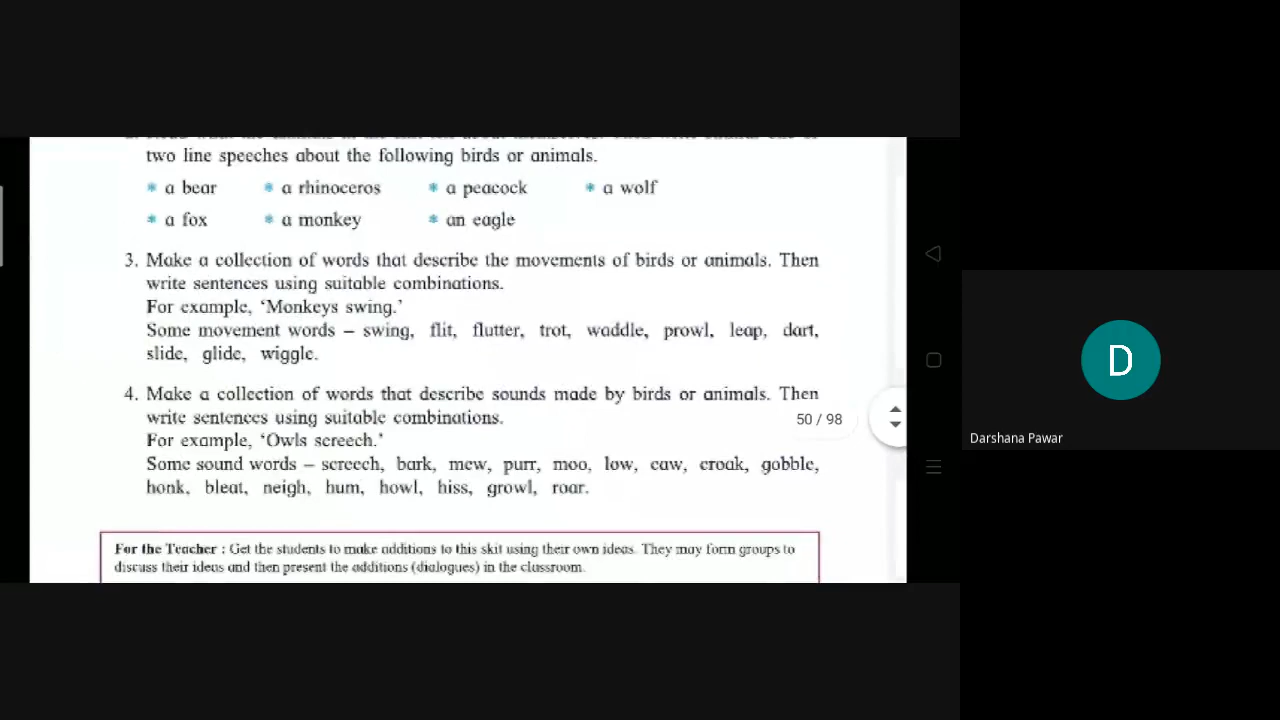 two line speeches about the following birds or animals.
* a bear * a rhinoceros * a peacock * a wolf
* a fox * a monkey * an eagle
3. Make a collection of words that describe the movements of birds or animals. Then
write sentences using suitable combinations.
For example, ‘Monkeys swing.’
Some movement words – swing, flit, flutter, trot, waddle, prowl, leap, dart,
slide, glide, wiggle.
4. Make a collection of words that describe sounds made by birds or animals. Then
write sentences using suitable combinations.
50 / 98
For example, ‘Owls screech.’
Some sound words – screech, bark, mew, purr, moo, low, caw, croak, gobble,
honk, bleat, neigh, hum, howl, hiss, growl, roar.
For the Teacher : Get the students to make additions to this skit using their own ideas. They may form groups to
discuss their ideas and then present the additions (dialogues) in the classroom.
D
Darshana Pawar